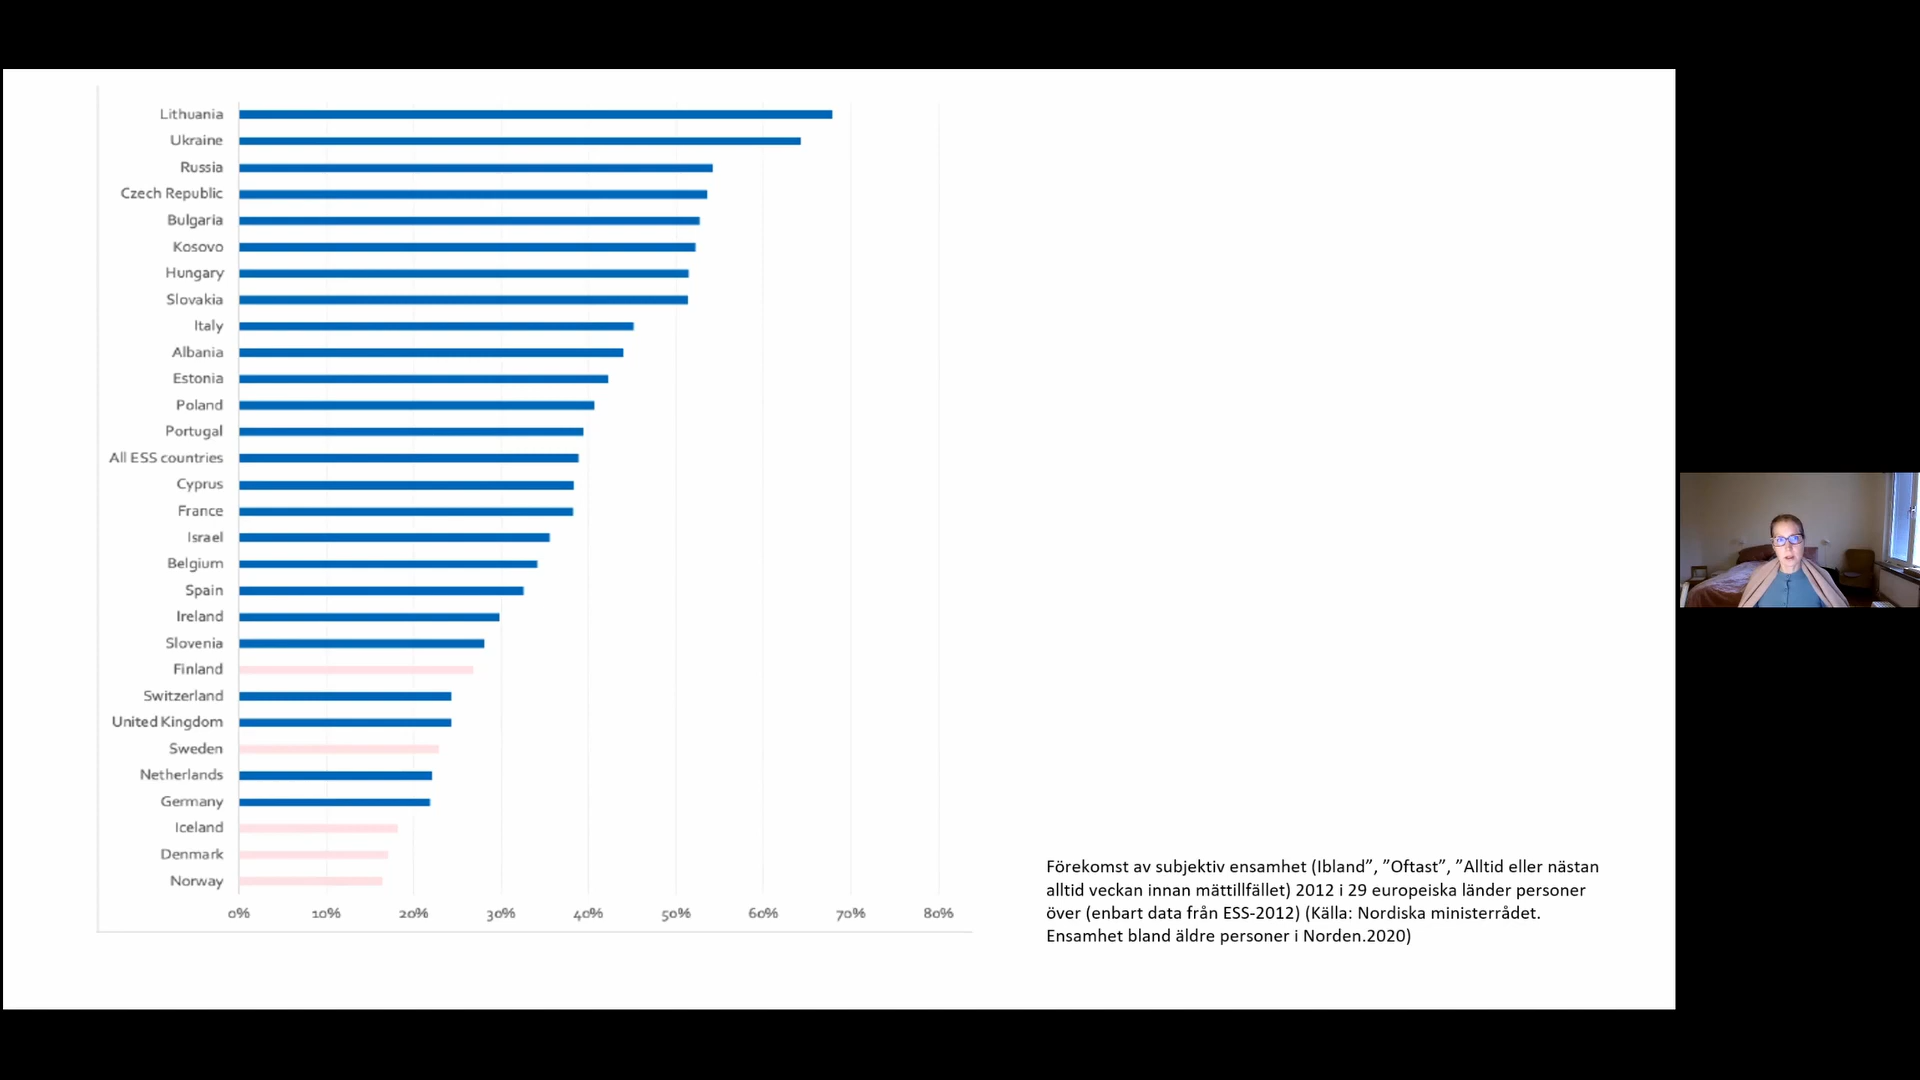 Lithuania
Ukraine
Russia
Czech Republic
Bulgaria
Kosovo
Hungary
Slovakia
Italy
Albania
Estonia
Poland
Portugal
All ESS countries
Cyprus
France
Israel
Belgium
Spain
Ireland
Slovenia
Finland
Switzerland
United Kingdom
Sweden
Netherlands
Germany
Iceland
Denmark
Norway
0% 10% 20% 30% 40% 50% 60% 70% 80%
Förekomst av subjektiv ensamhet (Ibland”, ”Oftast”, ”Alltid eller nästan
alltid veckan innan mättillfället) 2012 i 29 europeiska länder personer
över (enbart data från ESS-2012) (Källa: Nordiska ministerrådet.
Ensamhet bland äldre personer i Norden.2020)